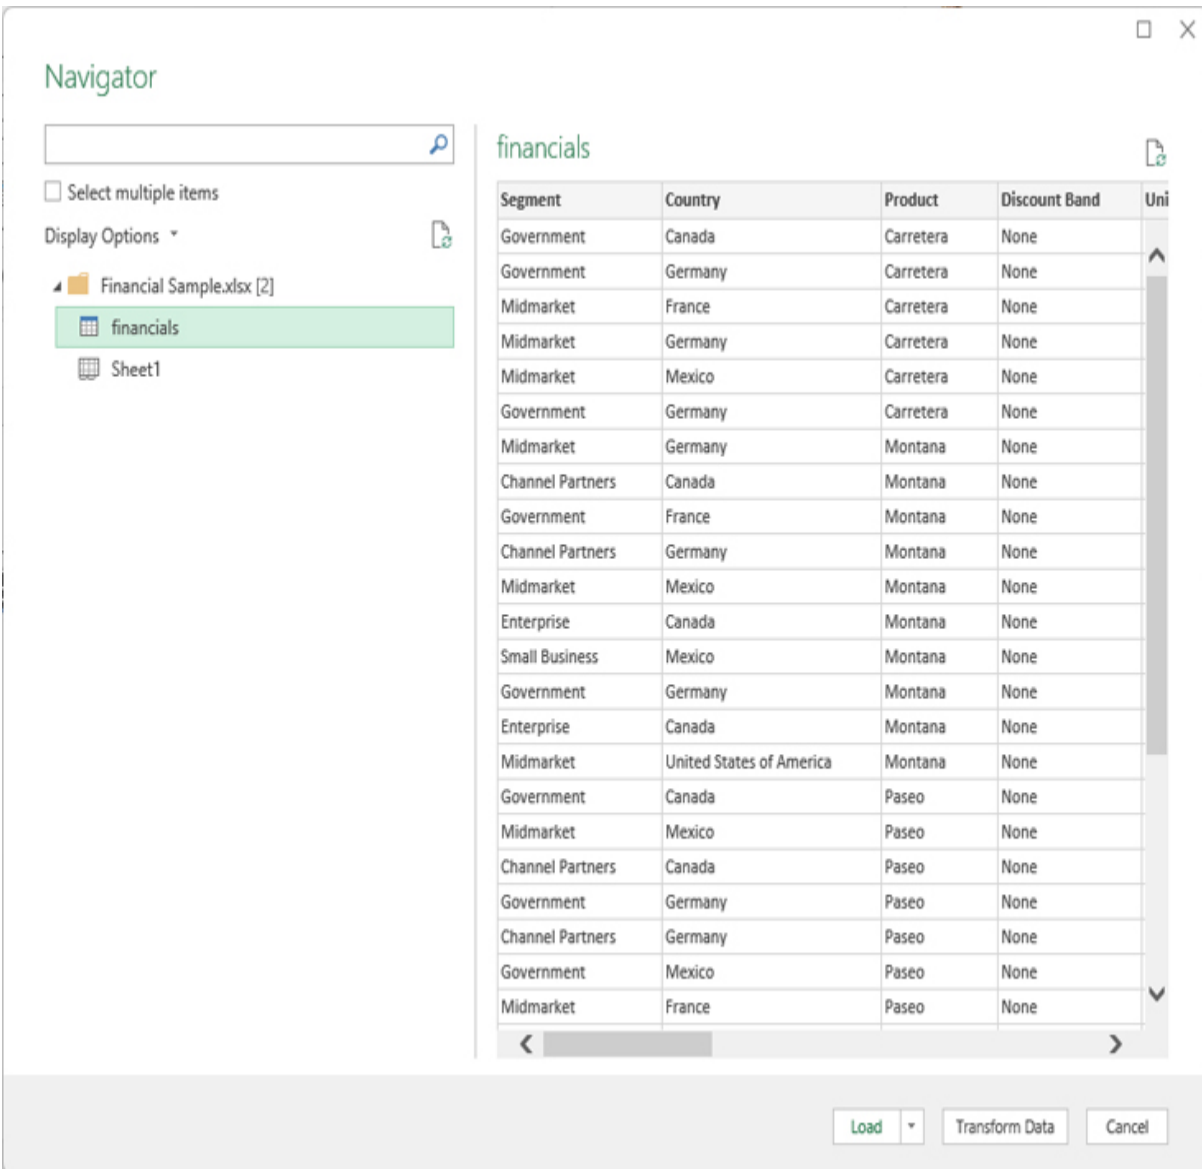 Navigator
Select multiple items
Display Options
Financial Sample.xlsx [2]
financials
Sheet1
financials
Segment Country Product Discount Band Uni
Government Canada Carretera None
Government Germany Carretera None
Midmarket France Carretera None
Midmarket Germany Carretera None
Midmarket Mexico Carretera None
Government Germany Carretera None
Midmarket Germany Montana None
Channel Partners Canada Montana None
Government France Montana None
Channel Partners Germany Montana None
Midmarket Mexico Montana None
Enterprise Canada Montana None
Small Business Mexico Montana None
Government Germany Montana None
Enterprise Canada Montana None
Midmarket United States of America Montana None
Government Canada Paseo None
Midmarket Mexico Paseo None
Channel Partners Canada Paseo None
Government Germany Paseo None
Channel Partners Germany Paseo None
Government Mexico Paseo None
Midmarket France Paseo None
Load Transform Data Cancel